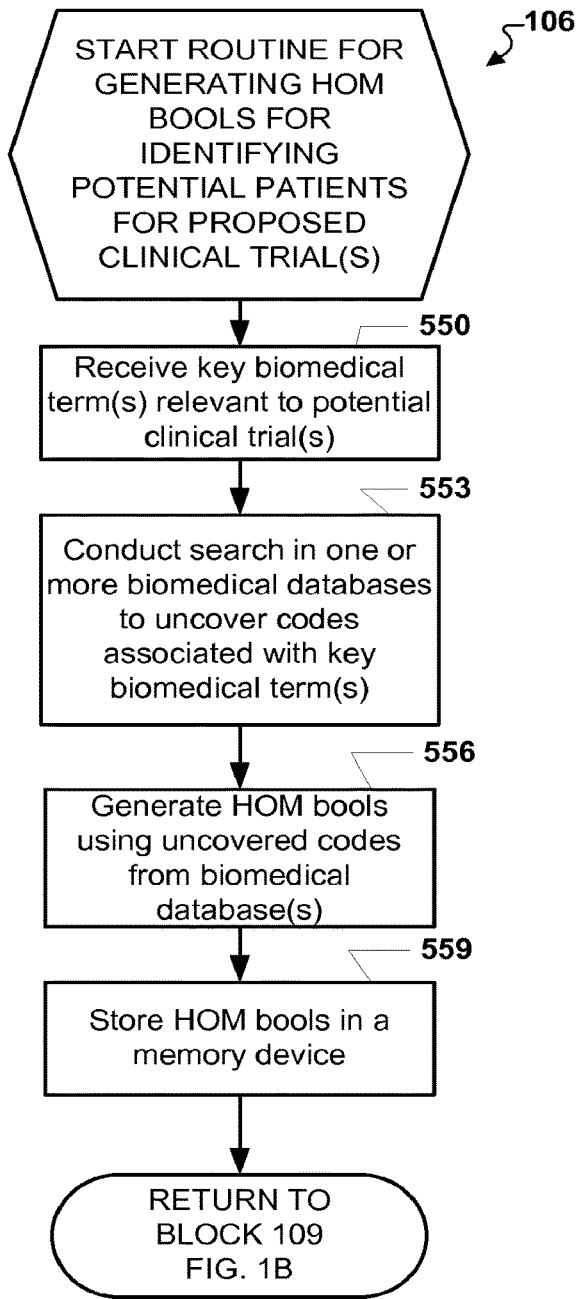 106
START ROUTINE FOR
GENERATING HOM
BOOLS FOR
IDENTIFYING
POTENTIAL PATIENTS
FOR PROPOSED
CLINICAL TRIAL(S)
550
Receive key biomedical
term(s) relevant to potential
clinical trial(s)
553
Conduct search in one or
more biomedical databases
to uncover codes
associated with key
biomedical term(s)
556
Generate HOM bools
using uncovered codes
from biomedical
database(s)
559
Store HOM bools in a
memory device
RETURN TO
BLOCK 109
FIG. 1B